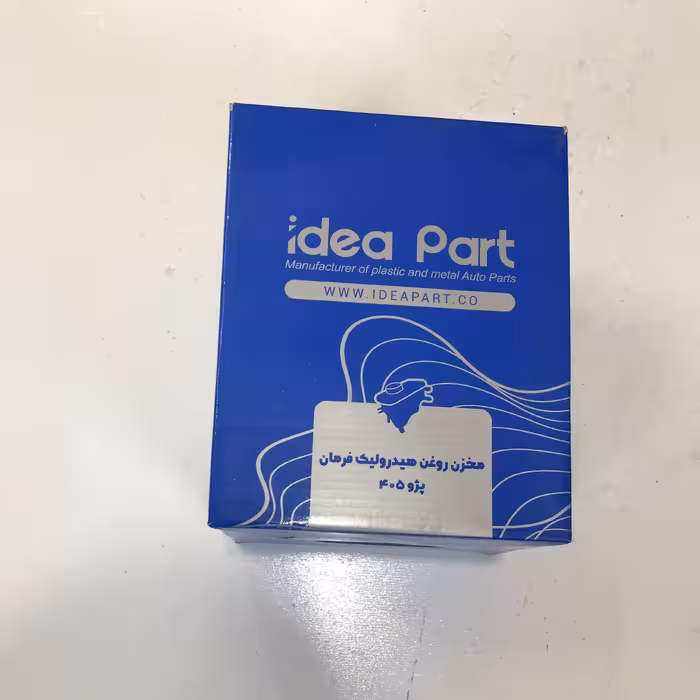 idea Part
Manufacturer of plastic and metal Auto Parts
WWW.IDEAPART.CO
مخزن روغن هیدرولیک فرمان
پژو ۴۰۵